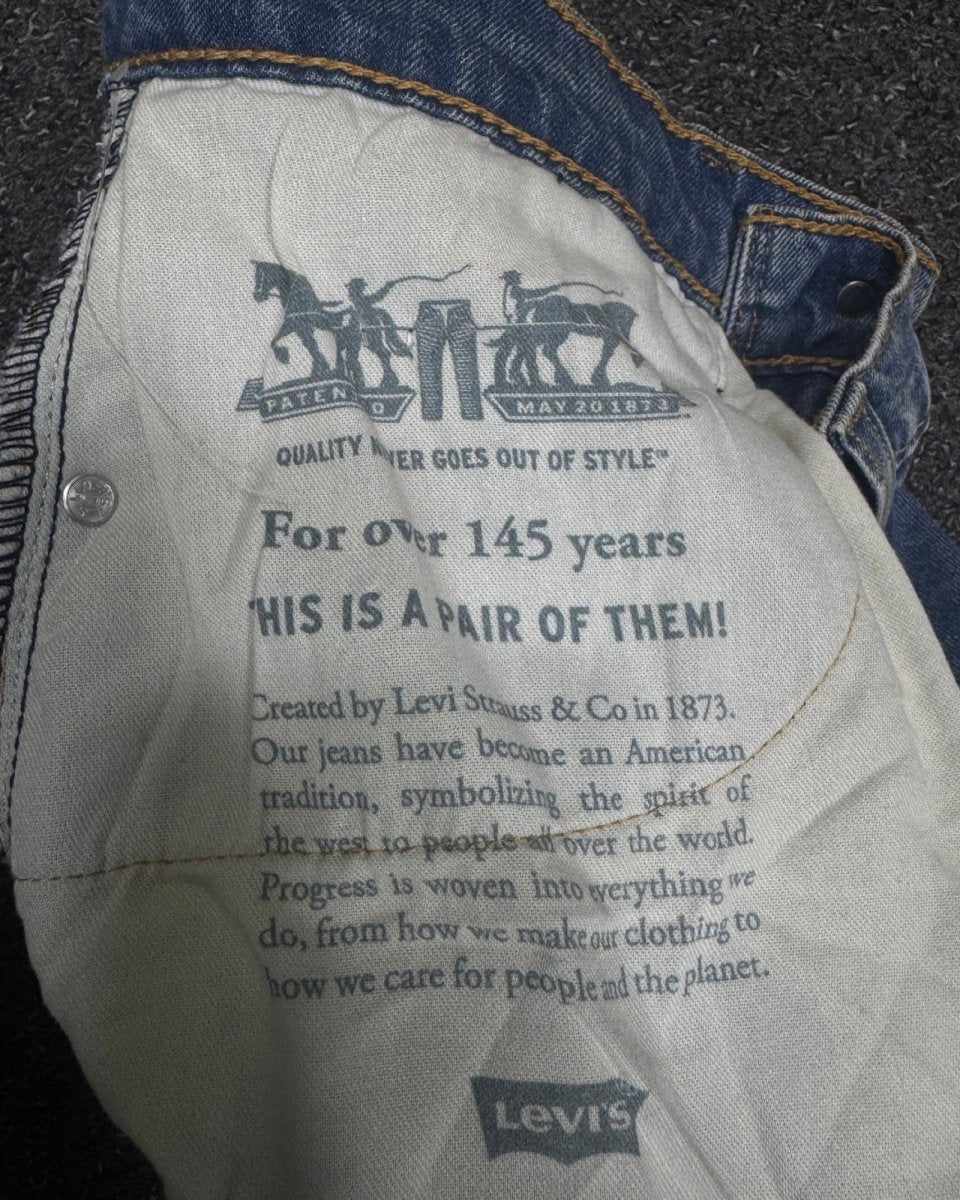 PATENTED MAY 20 1873
QUALITY NEVER GOES OUT OF STYLE™
For over 145 years
THIS IS A PAIR OF THEM!
Created by Levi Strauss & Co in 1873.
Our jeans have become an American
tradition, symbolizing the spirit of
the west to people all over the world.
Progress is woven into everything we
do, from how we make our clothing to
how we care for people and the planet.
LEVI'S